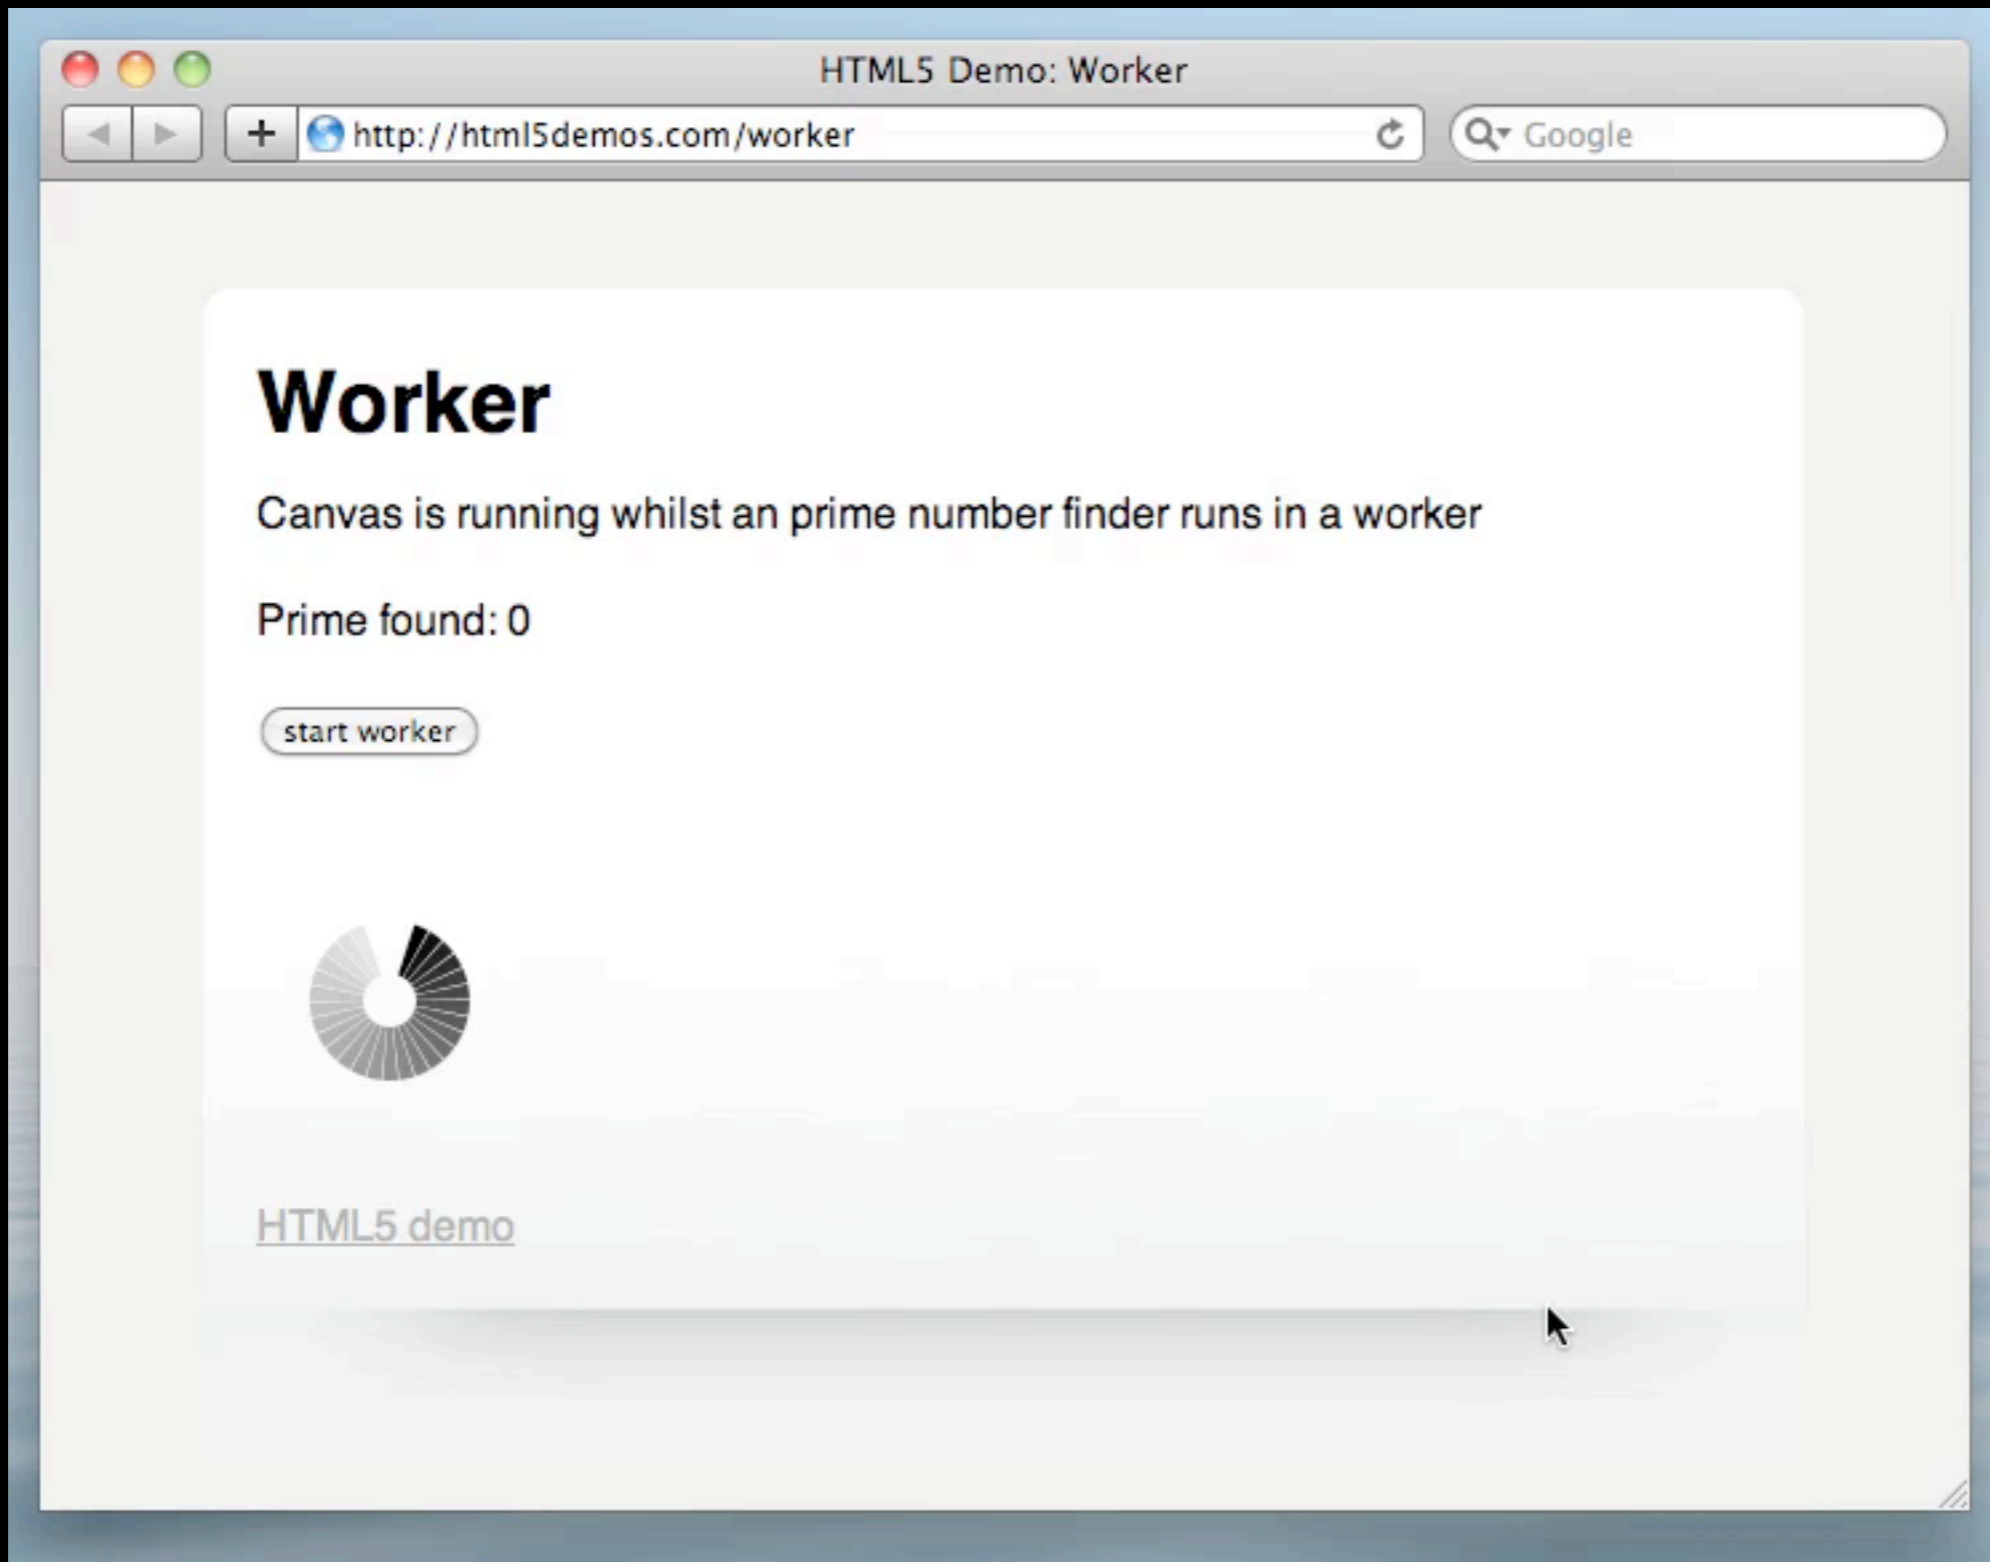 HTML5 Demo: Worker
http://html5demos.com/worker
Google
Worker
Canvas is running whilst an prime number finder runs in a worker
Prime found: 0
start worker
HTML5 demo